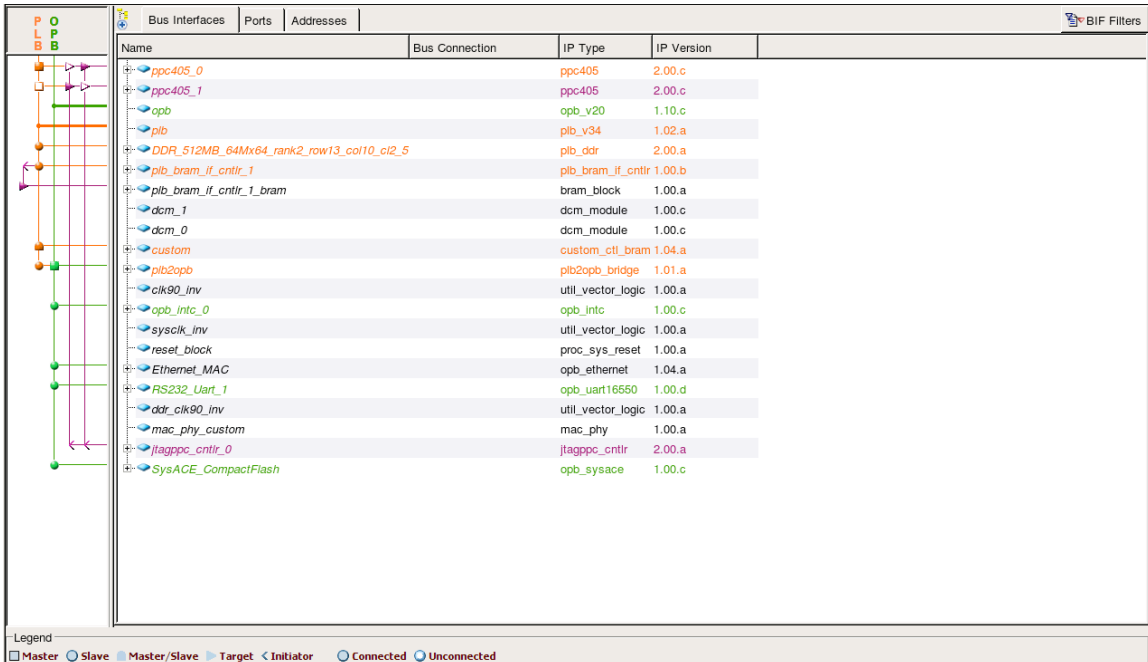 PLB OPB
Bus Interfaces Ports Addresses BIF Filters
Name Bus Connection IP Type IP Version
ppc405_0 ppc405 2.00.c
ppc405_1 ppc405 2.00.c
opb opb_v20 1.10.c
plb plb_v34 1.02.a
DDR_512MB_64Mx64_rank2_row13_col10_cl2_5 plb_ddr 2.00.a
plb_bram_if_cntlr_1 plb_bram_if_cntlr 1.00.b
plb_bram_if_cntlr_1_bram bram_block 1.00.a
dcm_1 dcm_module 1.00.c
dcm_0 dcm_module 1.00.c
custom custom_ctl_bram 1.04.a
plb2opb plb2opb_bridge 1.01.a
clk90_inv util_vector_logic 1.00.a
opb_intc_0 opb_intc 1.00.c
sysclk_inv util_vector_logic 1.00.a
reset_block proc_sys_reset 1.00.a
Ethernet_MAC opb_ethernet 1.04.a
RS232_Uart_1 opb_uart16550 1.00.d
ddr_clk90_inv util_vector_logic 1.00.a
mac_phy_custom mac_phy 1.00.a
jtagppc_cntlr_0 jtagppc_cntlr 2.00.a
SysACE_CompactFlash opb_sysace 1.00.c
Legend
Master Slave Master/Slave Target Initiator Connected Unconnected